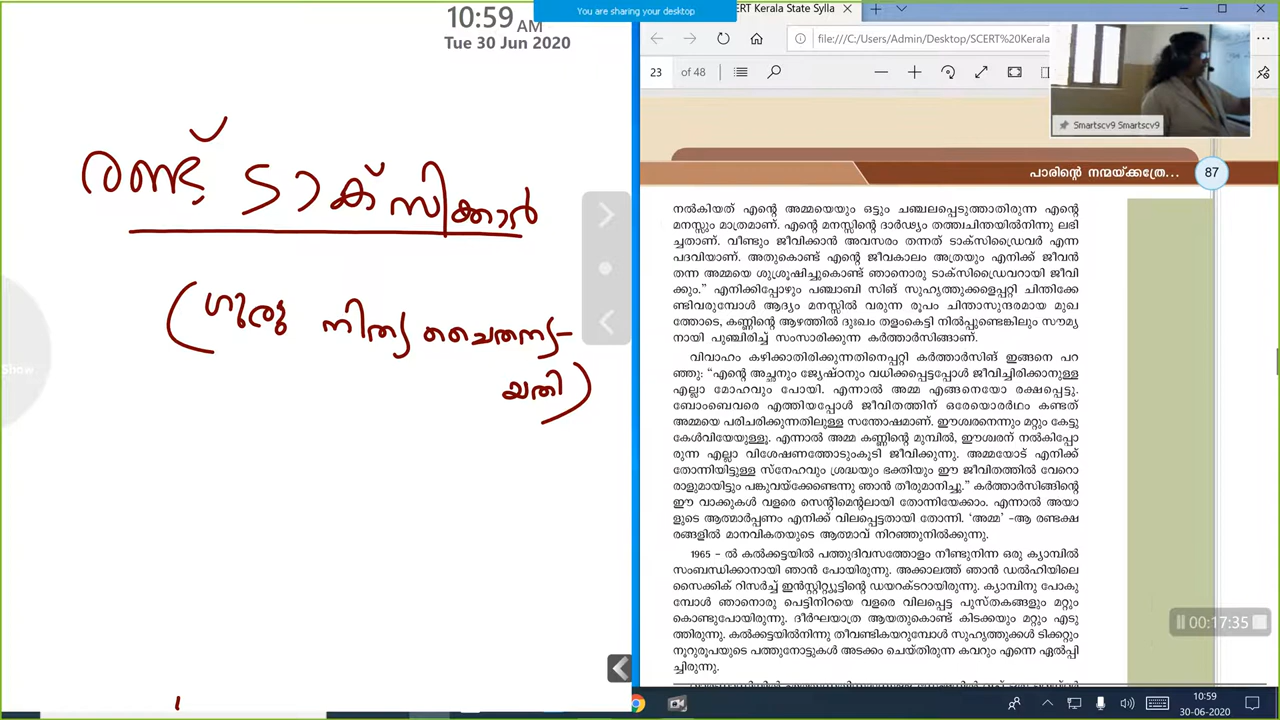 10:59 AM
Tue 30 Jun 2020
രണ്ട് ടാക്സിക്കാർ
(ഗുരു നിത്യ ചൈതന്യ-
യതി)
Show
You are sharing your desktop
CERT Kerala State Sylla
file:///C:/Users/Admin/Desktop/SCERT%20Kerala
23 of 48
Smartscv9 Smartscv9
പാരിന്റെ നന്മയ്ക്കത്രേ... 87
നൽകിയത് എന്റെ അമ്മയെയും ഒട്ടും ചഞ്ചലപ്പെടുത്താതിരുന്ന എന്റെ
മനസ്സും മാത്രമാണ്. എന്റെ മനസ്സിന്റെ ദാർഢ്യം തത്ത്വചിന്തയിൽനിന്നു ലഭി
ച്ചതാണ്. വീണ്ടും ജീവിക്കാൻ അവസരം തന്നത് ടാക്സിഡ്രൈവർ എന്ന
പദവിയാണ്. അതുകൊണ്ട് എന്റെ ജീവകാലം അത്രയും എനിക്ക് ജീവൻ
തന്ന അമ്മയെ ശുശ്രൂഷിച്ചുകൊണ്ട് ഞാനൊരു ടാക്സിഡ്രൈവറായി ജീവി
ക്കും.” എനിക്കിപ്പോഴും പഞ്ചാബി സിങ് സുഹൃത്തുക്കളെപ്പറ്റി ചിന്തിക്കേ
ണ്ടിവരുമ്പോൾ ആദ്യം മനസ്സിൽ വരുന്ന രൂപം ചിന്താസുന്ദരമായ മുഖ
ത്തോടെ, കണ്ണിന്റെ ആഴത്തിൽ ദുഃഖം തളംകെട്ടി നിൽപ്പുണ്ടെങ്കിലും സൗമ്യ
നായി പുഞ്ചിരിച്ച് സംസാരിക്കുന്ന കർത്താർസിങ്ങാണ്.
വിവാഹം കഴിക്കാതിരിക്കുന്നതിനെപ്പറ്റി കർത്താർസിങ് ഇങ്ങനെ പറ
ഞ്ഞു: “എന്റെ അച്ഛനും ജ്യേഷ്ഠനും വധിക്കപ്പെട്ടപ്പോൾ ജീവിച്ചിരിക്കാനുള്ള
എല്ലാ മോഹവും പോയി. എന്നാൽ അമ്മ എങ്ങനെയോ രക്ഷപ്പെട്ടു.
ബോംബെവരെ എത്തിയപ്പോൾ ജീവിതത്തിന് ഒരേയൊരർഥം കണ്ടത്
അമ്മയെ പരിചരിക്കുന്നതിലുള്ള സന്തോഷമാണ്. ഈശ്വരനെന്നും മറ്റും കേട്ടു
കേൾവിയേയുള്ളൂ. എന്നാൽ അമ്മ കണ്ണിന്റെ മുമ്പിൽ, ഈശ്വരന് നൽകിപ്പോ
രുന്ന എല്ലാ വിശേഷണത്തോടുംകൂടി ജീവിക്കുന്നു. അമ്മയോട് എനിക്ക്
തോന്നിയിട്ടുള്ള സ്നേഹവും ശ്രദ്ധയും ഭക്തിയും ഈ ജീവിതത്തിൽ വേറൊ
രാളുമായിട്ടും പങ്കുവയ്ക്കേണ്ടെന്നു ഞാൻ തീരുമാനിച്ചു.” കർത്താർസിങ്ങിന്റെ
ഈ വാക്കുകൾ വളരെ സെന്റിമെന്റലായി തോന്നിയേക്കാം. എന്നാൽ അയാ
ളുടെ ആത്മാർപ്പണം എനിക്ക് വിലപ്പെട്ടതായി തോന്നി. ‘അമ്മ’ -ആ രണ്ടക്ഷ
രങ്ങളിൽ മാനവികതയുടെ ആത്മാവ് നിറഞ്ഞുനിൽക്കുന്നു.
1965 - ൽ കൽക്കട്ടയിൽ പത്തുദിവസത്തോളം നീണ്ടുനിന്ന ഒരു ക്യാമ്പിൽ
സംബന്ധിക്കാനായി ഞാൻ പോയിരുന്നു. അക്കാലത്ത് ഞാൻ ഡൽഹിയിലെ
സൈക്കിക് റിസർച്ച് ഇൻസ്റ്റിറ്റ്യൂട്ടിന്റെ ഡയറക്ടറായിരുന്നു. ക്യാമ്പിനു പോകു
മ്പോൾ ഞാനൊരു പെട്ടിനിറയെ വളരെ വിലപ്പെട്ട പുസ്തകങ്ങളും മറ്റും
കൊണ്ടുപോയിരുന്നു. ദീർഘയാത്ര ആയതുകൊണ്ട് കിടക്കയും മറ്റും എടു
ത്തിരുന്നു. കൽക്കട്ടയിൽനിന്നു തീവണ്ടികയറുമ്പോൾ സുഹൃത്തുക്കൾ ടിക്കറ്റും
നൂറുരൂപയുടെ പത്തുനോട്ടുകൾ അടക്കം ചെയ്തിരുന്ന കവറും എന്നെ ഏൽപ്പി
ച്ചിരുന്നു.
00:17:35
10:59
30-06-2020